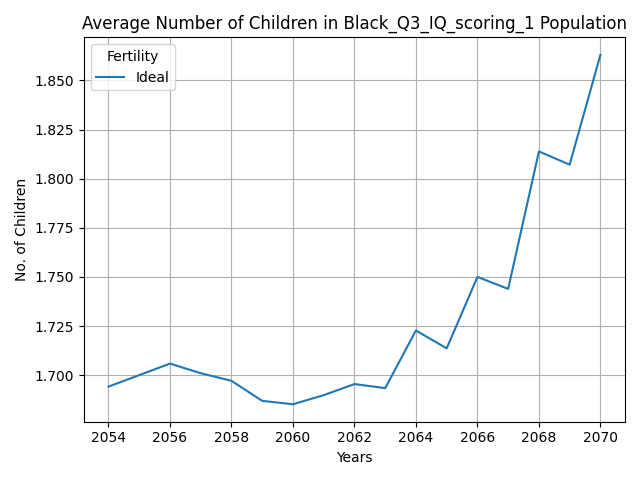 Average Number of Children in Black_Q3_IQ_scoring_1 Population
Fertility
Ideal
1.850
1.825
1.800
1.775
1.750
1.725
1.700
No. of Children
2054 2056 2058 2060 2062 2064 2066 2068 2070
Years